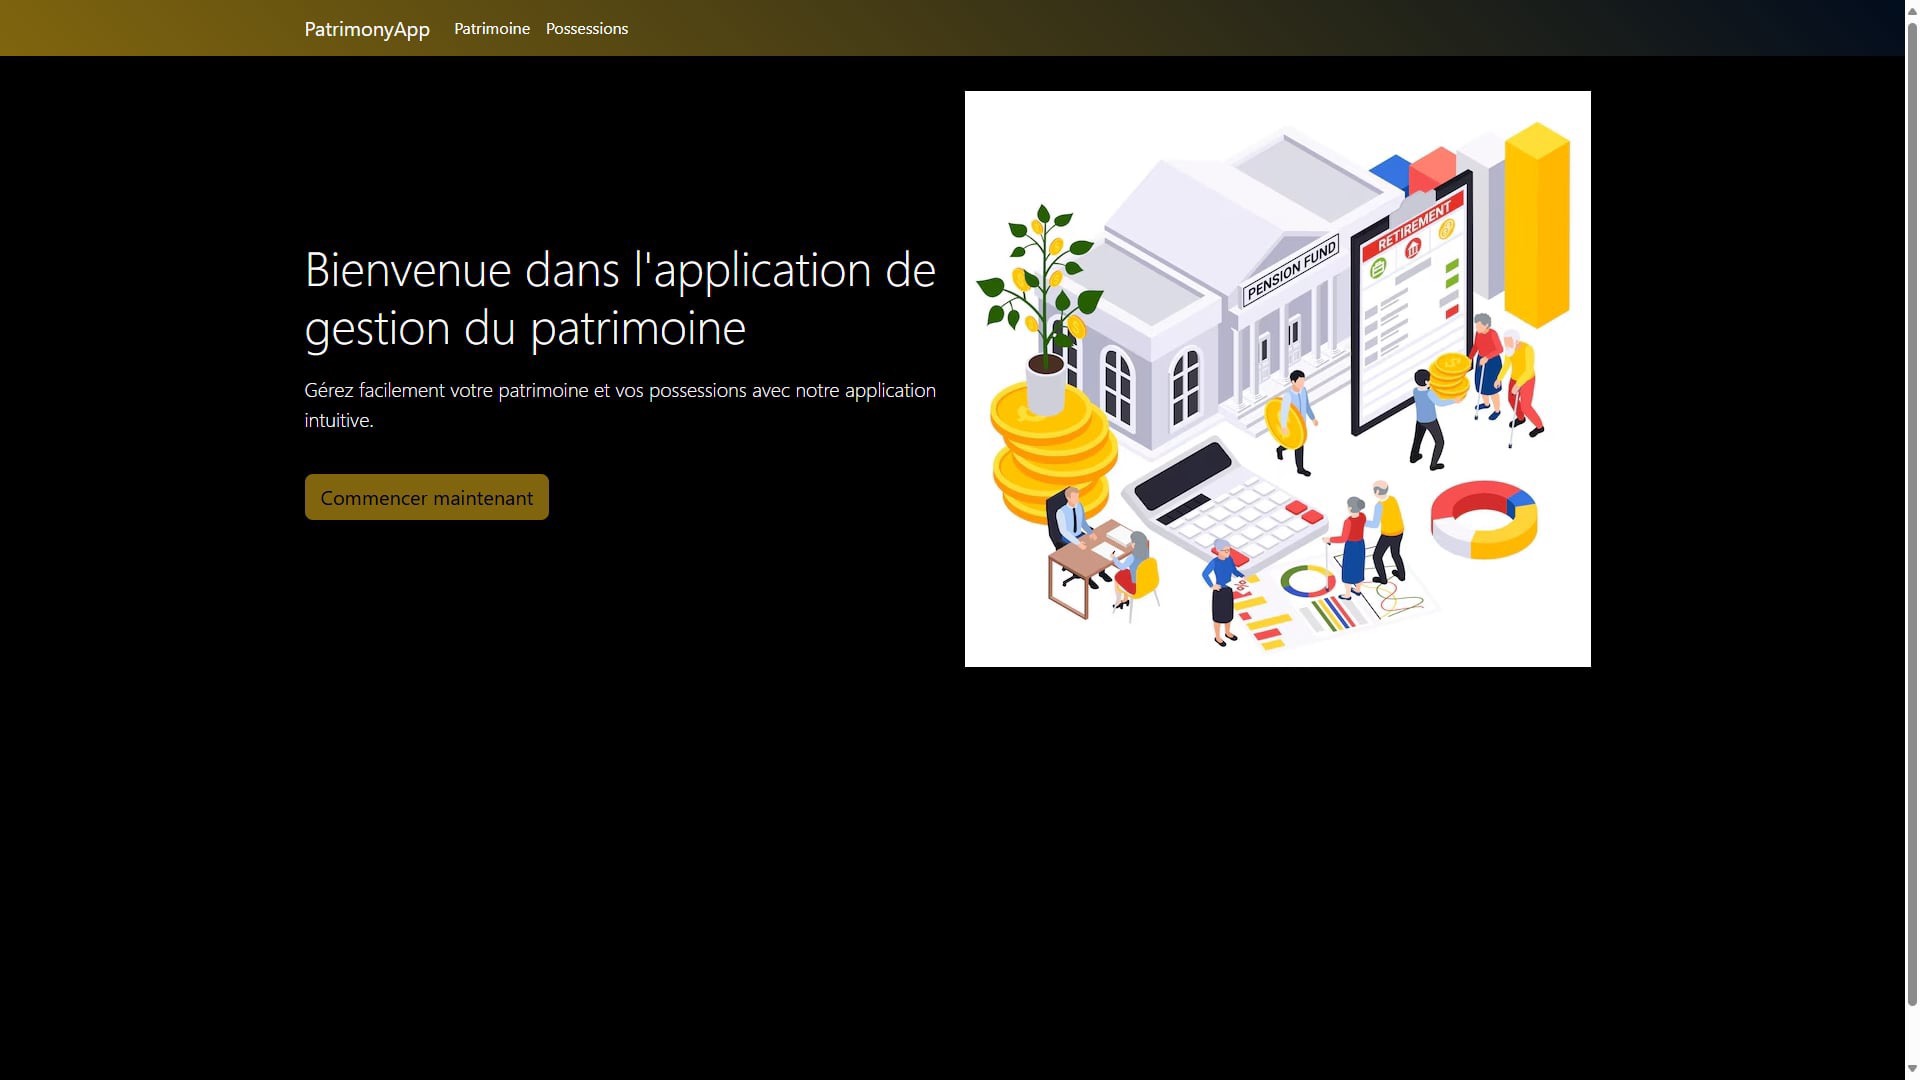 PatrimonyApp Patrimoine Possessions
Bienvenue dans l'application de
gestion du patrimoine
Gérez facilement votre patrimoine et vos possessions avec notre application
intuitive.
Commencer maintenant
PENSION FUND
RETIREMENT